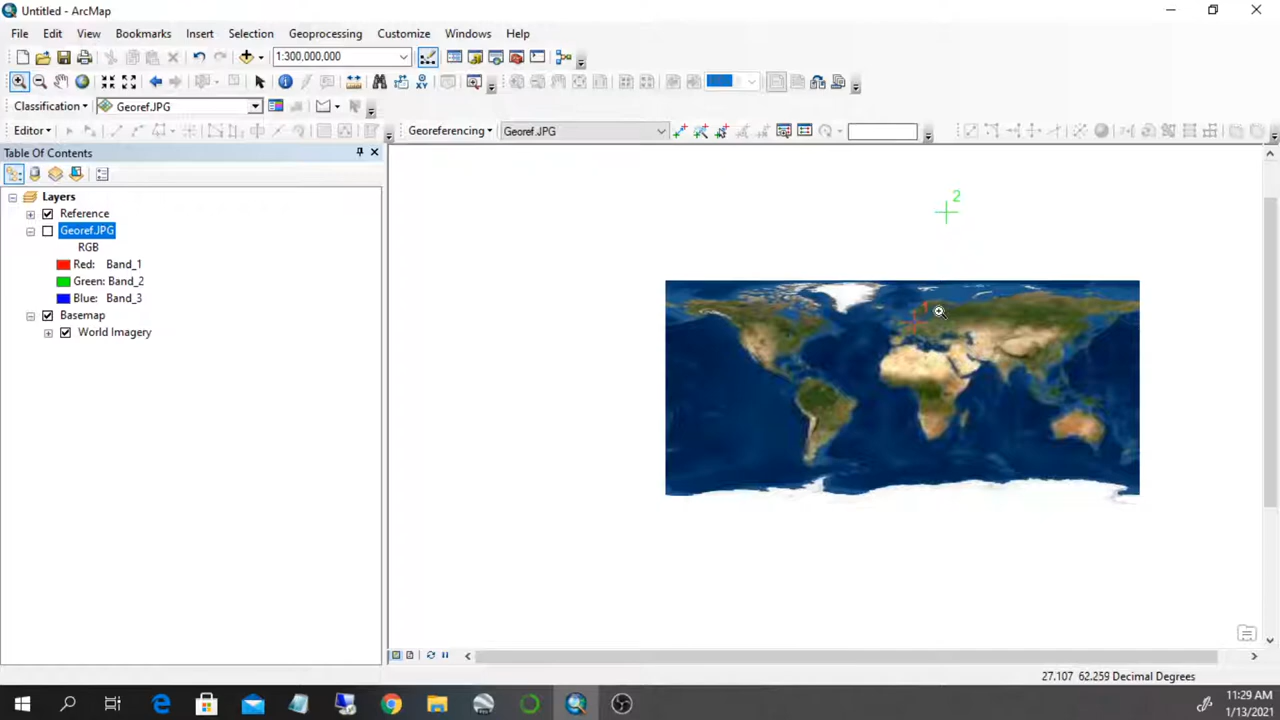 Untitled - ArcMap
File Edit View Bookmarks Insert Selection Geoprocessing Customize Windows Help
1:300,000,000
Classification Georef.JPG
Editor Georeferencing Georef.JPG
Table Of Contents
Layers
Reference
Georef.JPG
RGB
Red: Band_1
Green: Band_2
Blue: Band_3
Basemap
World Imagery
2
1
27.107 62.259 Decimal Degrees
11:29 AM
1/13/2021